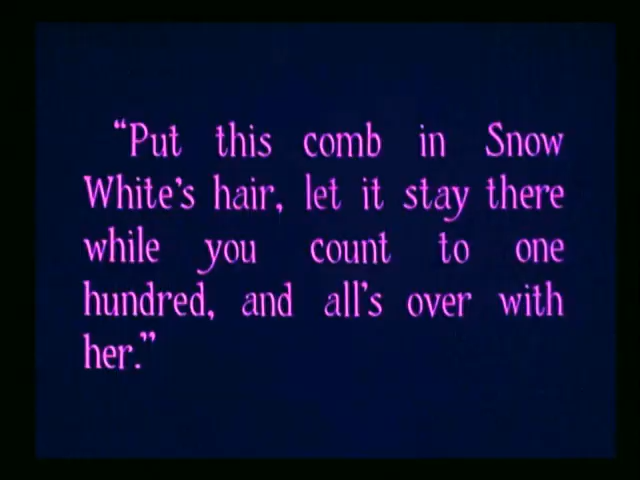 “Put this comb in Snow
White’s hair, let it stay there
while you count to one
hundred, and all’s over with
her.”